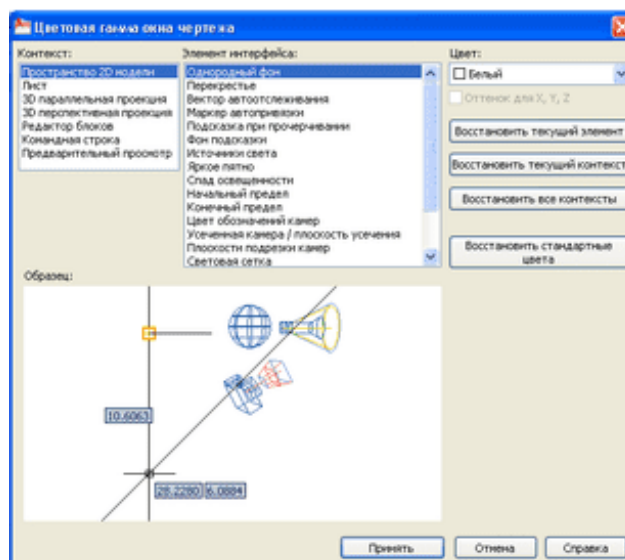 Цветовая гамма окна чертежа
Контекст:
Пространство 2D модели
Лист
3D параллельная проекция
3D перспективная проекция
Редактор блоков
Командная строка
Предварительный просмотр
Элемент интерфейса:
Однородный фон
Перекрестье
Вектор автоотслеживания
Маркер автопривязки
Подсказка при прочерчивании
Фон подсказки
Источники света
Яркое пятно
Спад освещенности
Начальный предел
Конечный предел
Цвет обозначений камер
Усеченная камера / плоскость усечения
Плоскости подрезки камер
Световая сетка
Цвет:
Белый
Оттенок для X, Y, Z
Восстановить текущий элемент
Восстановить текущий контекст
Восстановить все контексты
Восстановить стандартные
цвета
Образец:
10.6063
28.2280 6.0884
Принять
Отмена
Справка